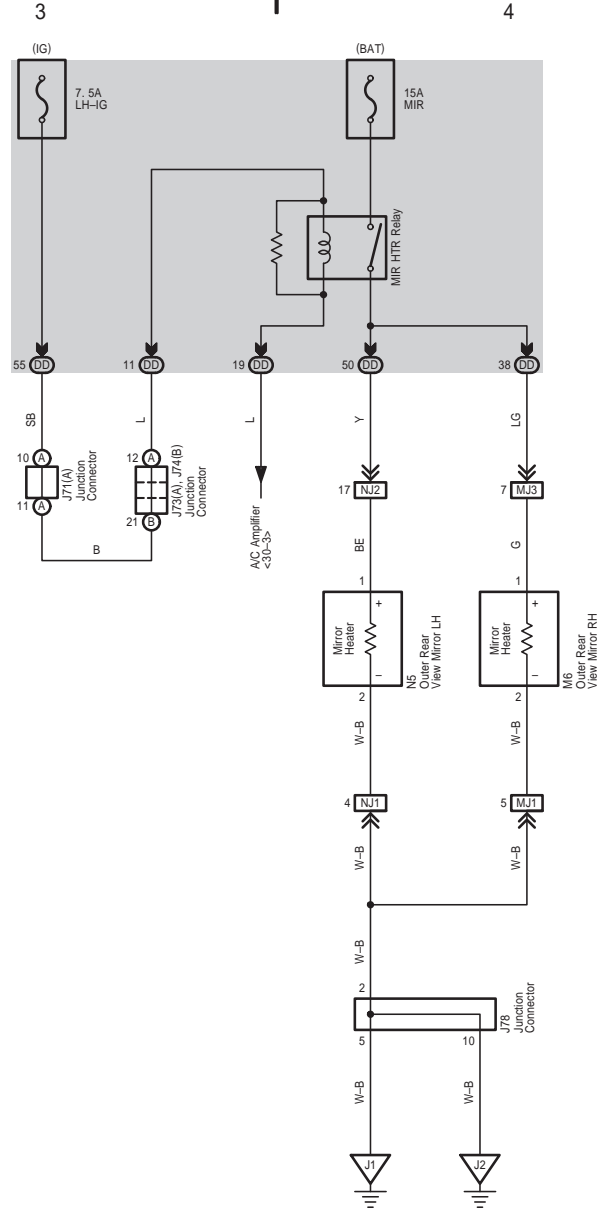 3
4
(IG)
(BAT)
7. 5A
LH–IG
15A
MIR
MIR HTR Relay
55 DD
11 DD
19 DD
50 DD
38 DD
SB
L
L
Y
LG
10 A
11 A
J71(A)
Junction
Connector
12 A
21 B
J73(A), J74(B)
Junction
Connector
B
A/C Amplifier
<30–3>
17 NJ2
7 MJ3
BE
G
1
+
Mirror
Heater
–
2
N5
Outer Rear
View Mirror LH
1
+
Mirror
Heater
–
2
M6
Outer Rear
View Mirror RH
W–B
W–B
4 NJ1
5 MJ1
W–B
W–B
W–B
2
J78
Junction
Connector
5
10
W–B
W–B
J1
J2